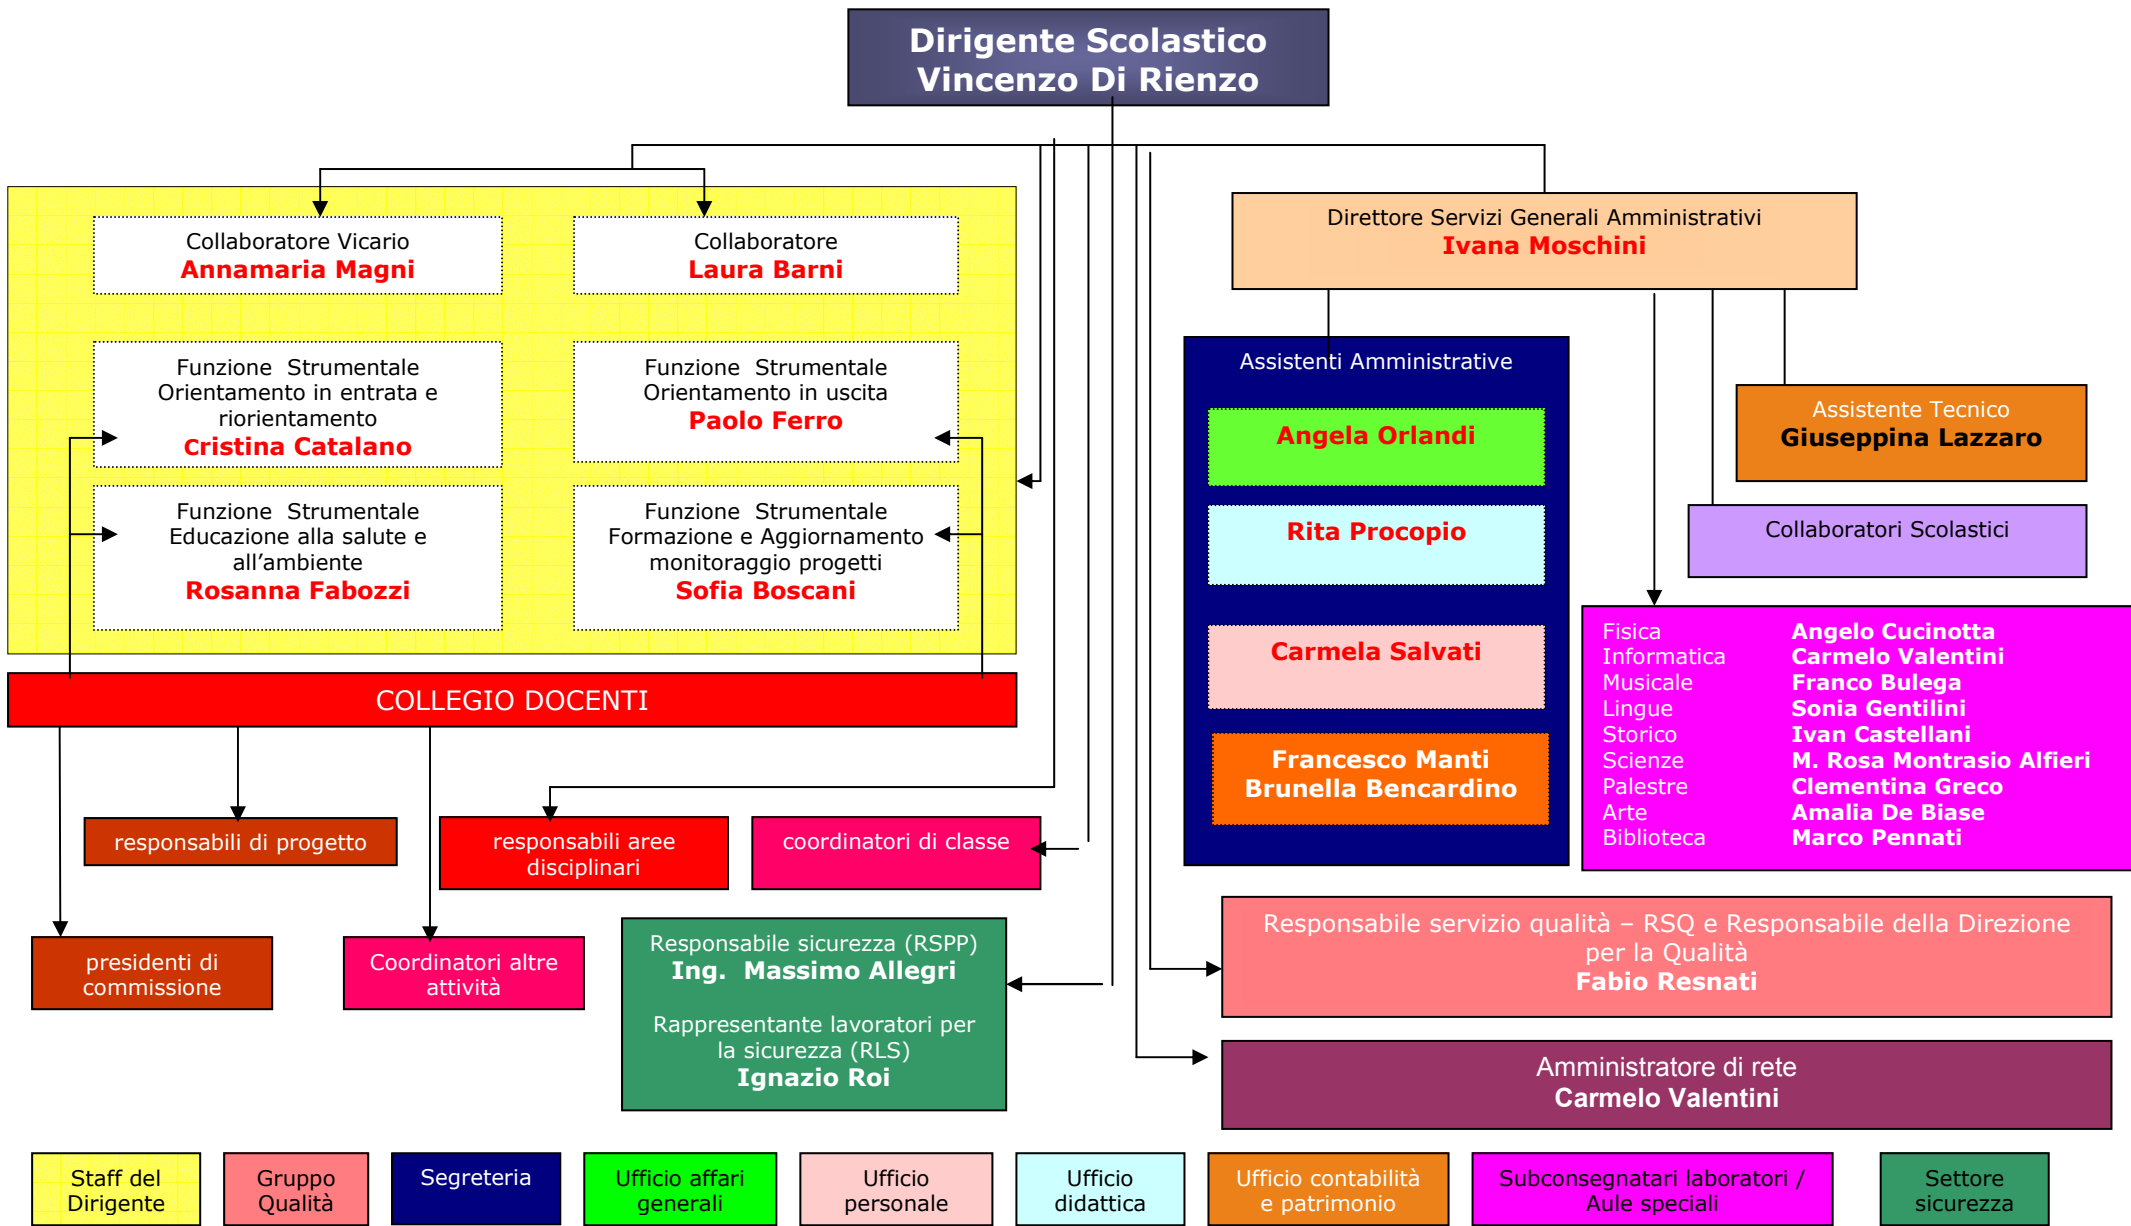 Dirigente Scolastico
Vincenzo Di Rienzo
Collaboratore Vicario
Annamaria Magni
Collaboratore
Laura Barni
Direttore Servizi Generali Amministrativi
Ivana Moschini
Funzione Strumentale
Orientamento in entrata e
riorientamento
Cristina Catalano
Funzione Strumentale
Orientamento in uscita
Paolo Ferro
Funzione Strumentale
Educazione alla salute e
all'ambiente
Rosanna Fabozzi
Funzione Strumentale
Formazione e Aggiornamento
monitoraggio progetti
Sofia Boscani
Assistenti Amministrative
Angela Orlandi
Rita Procopio
Carmela Salvati
Francesco Manti
Brunella Bencardino
Assistente Tecnico
Giuseppina Lazzaro
Collaboratori Scolastici
Fisica Angelo Cucinotta
Informatica Carmelo Valentini
Musicale Franco Bulega
Lingue Sonia Gentilini
Storico Ivan Castellani
Scienze M. Rosa Montrasio Alfieri
Palestre Clementina Greco
Arte Amalia De Biase
Biblioteca Marco Pennati
COLLEGIO DOCENTI
responsabili di progetto
responsabili aree
disciplinari
coordinatori di classe
presidenti di
commissione
Coordinatori altre
attività
Responsabile sicurezza (RSPP)
Ing. Massimo Allegri
Rappresentante lavoratori per
la sicurezza (RLS)
Ignazio Roi
Responsabile servizio qualità – RSQ e Responsabile della Direzione
per la Qualità
Fabio Resnati
Amministratore di rete
Carmelo Valentini
Staff del
Dirigente
Gruppo
Qualità
Segreteria
Ufficio affari
generali
Ufficio
personale
Ufficio
didattica
Ufficio contabilità
e patrimonio
Subconsegnatari laboratori /
Aule speciali
Settore
sicurezza